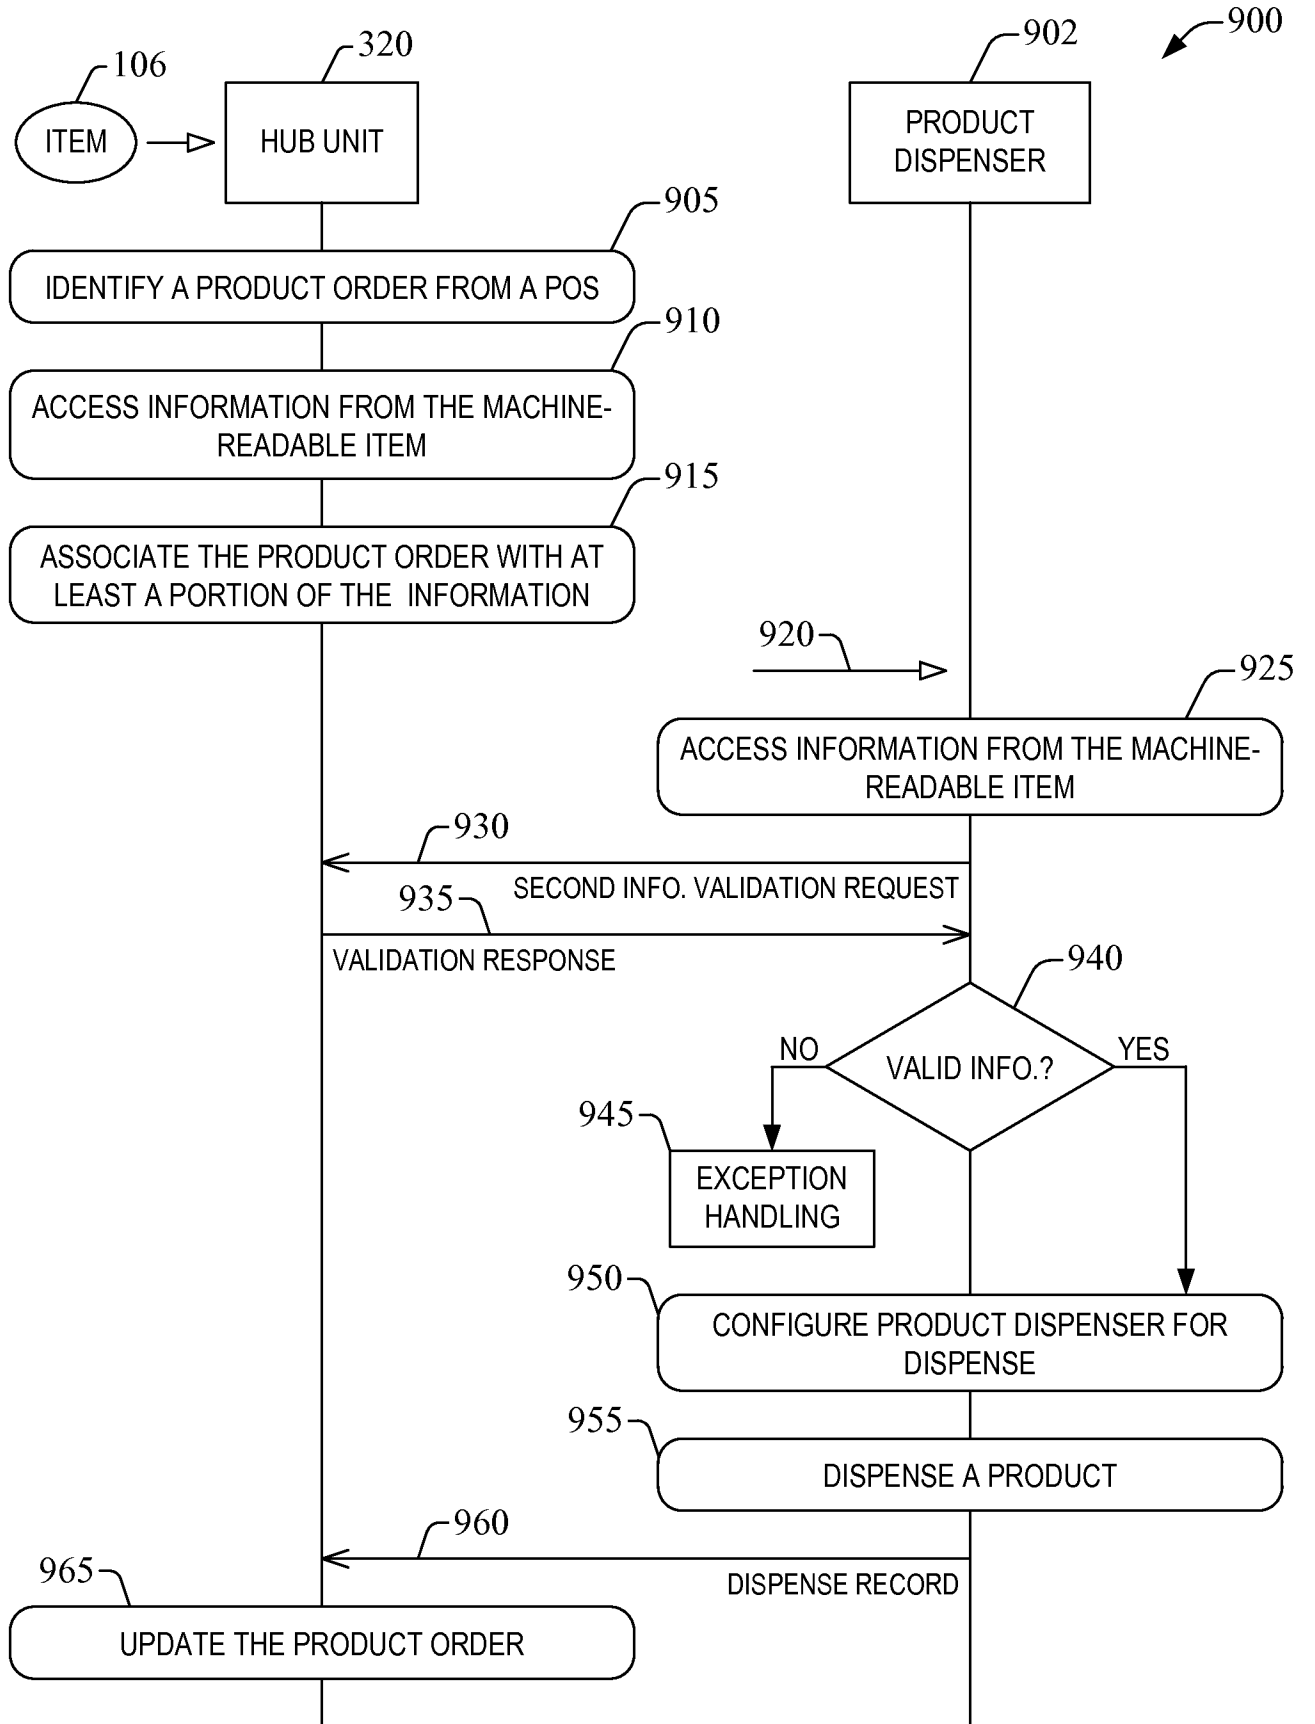 900
106
320
902
ITEM
HUB UNIT
PRODUCT
DISPENSER
905
IDENTIFY A PRODUCT ORDER FROM A POS
910
ACCESS INFORMATION FROM THE MACHINE-
READABLE ITEM
915
ASSOCIATE THE PRODUCT ORDER WITH AT
LEAST A PORTION OF THE INFORMATION
920
925
ACCESS INFORMATION FROM THE MACHINE-
READABLE ITEM
930
SECOND INFO. VALIDATION REQUEST
935
VALIDATION RESPONSE
940
NO
VALID INFO.?
YES
945
EXCEPTION
HANDLING
950
CONFIGURE PRODUCT DISPENSER FOR
DISPENSE
955
DISPENSE A PRODUCT
960
DISPENSE RECORD
965
UPDATE THE PRODUCT ORDER